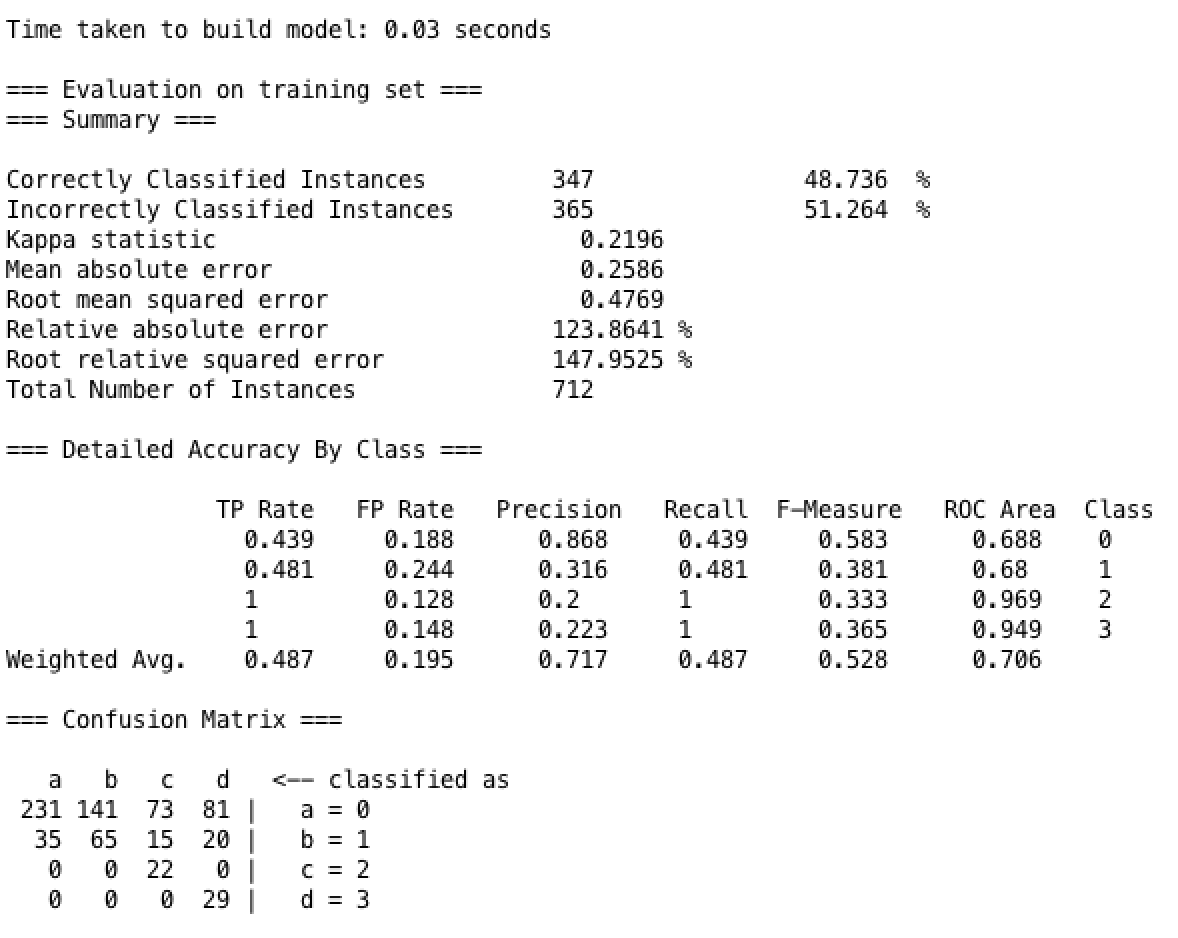 Time taken to build model: 0.03 seconds
=== Evaluation on training set ===
=== Summary ===
Correctly Classified Instances         347               48.736  %
Incorrectly Classified Instances       365               51.264  %
Kappa statistic                          0.2196
Mean absolute error                      0.2586
Root mean squared error                  0.4769
Relative absolute error                123.8641 %
Root relative squared error            147.9525 %
Total Number of Instances              712
=== Detailed Accuracy By Class ===
               TP Rate   FP Rate   Precision   Recall  F-Measure   ROC Area  Class
                 0.439     0.188      0.868     0.439     0.583      0.688    0
                 0.481     0.244      0.316     0.481     0.381      0.68     1
                 1         0.128      0.2       1         0.333      0.969    2
                 1         0.148      0.223     1         0.365      0.949    3
Weighted Avg.    0.487     0.195      0.717     0.487     0.528      0.706
=== Confusion Matrix ===
   a   b   c   d   <-- classified as
 231 141  73  81 |   a = 0
  35  65  15  20 |   b = 1
   0   0  22   0 |   c = 2
   0   0   0  29 |   d = 3